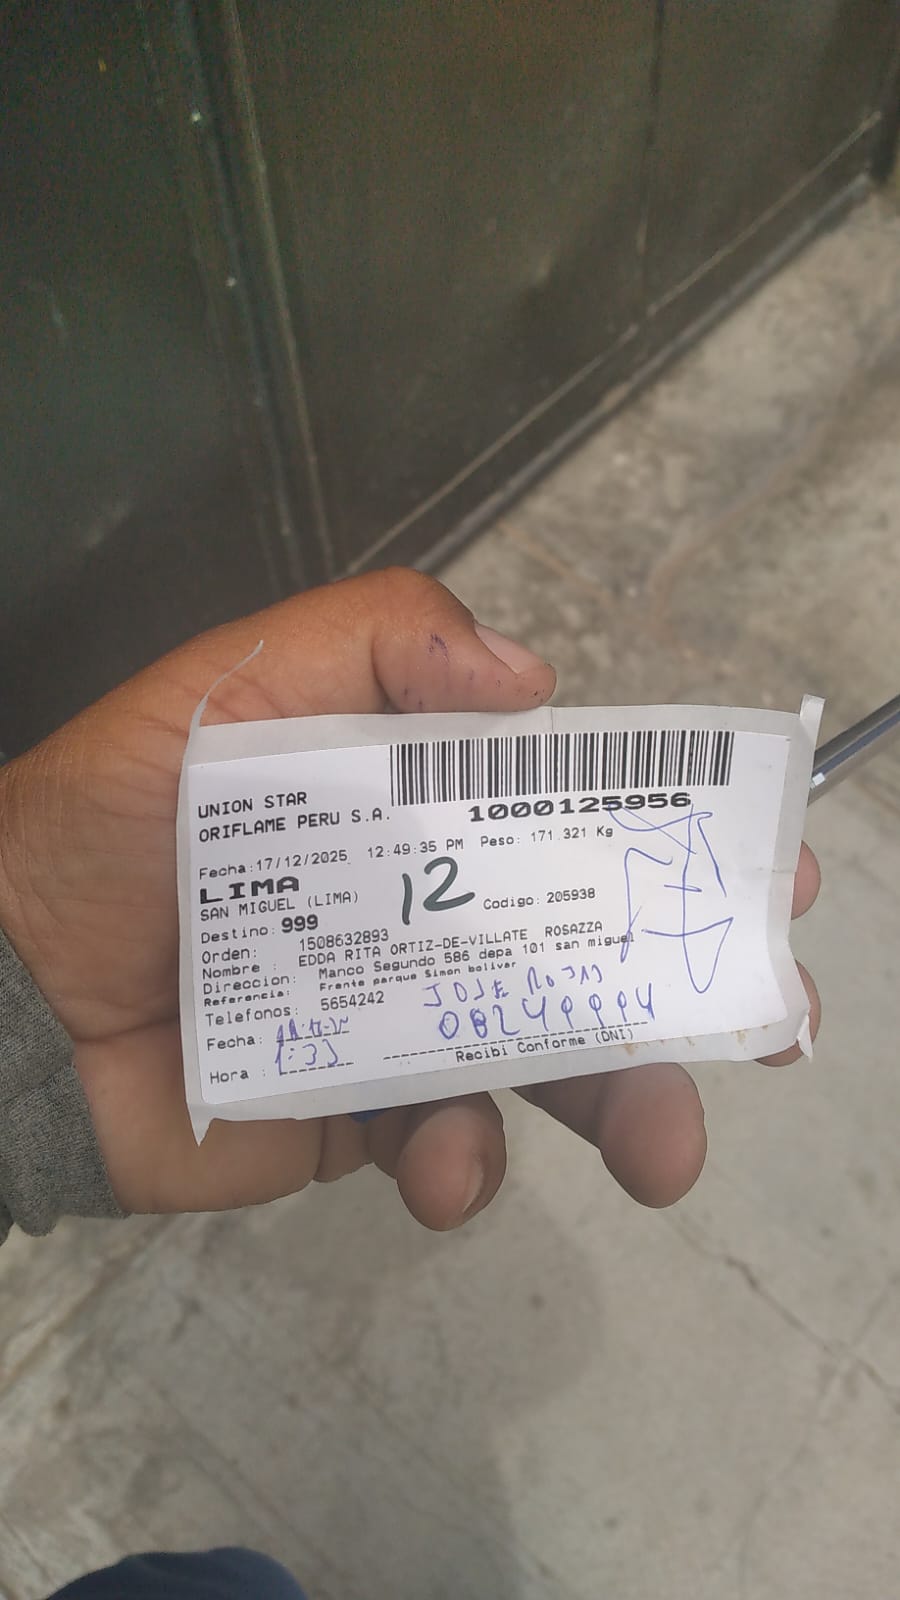 UNION STAR
ORIFLAME PERU S.A.
1000125956
Fecha:17/12/2025 12:49:35 PM Peso: 171.321 Kg
LIMA
SAN MIGUEL (LIMA)
12
Codigo: 205938
Destino: 999
Orden: 1508632893
Nombre : EDDA RITA ORTIZ-DE-VILLATE ROSAZZA
Direccion: Manco Segundo 586 depa 101 san miguel
Referencia: Frente parque Simon bolivar
Telefonos: 5654242
JOSE ROJAS
Fecha:
Hora :
Recibi Conforme (DNI)